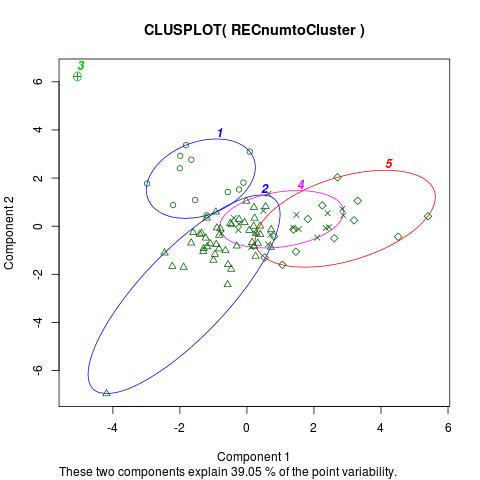 CLUSPLOT( RECnumtoCluster )
3
1
2
4
5
6
4
2
0
-2
-4
-6
Component 2
-4 -2 0 2 4 6
Component 1
These two components explain 39.05 % of the point variability.